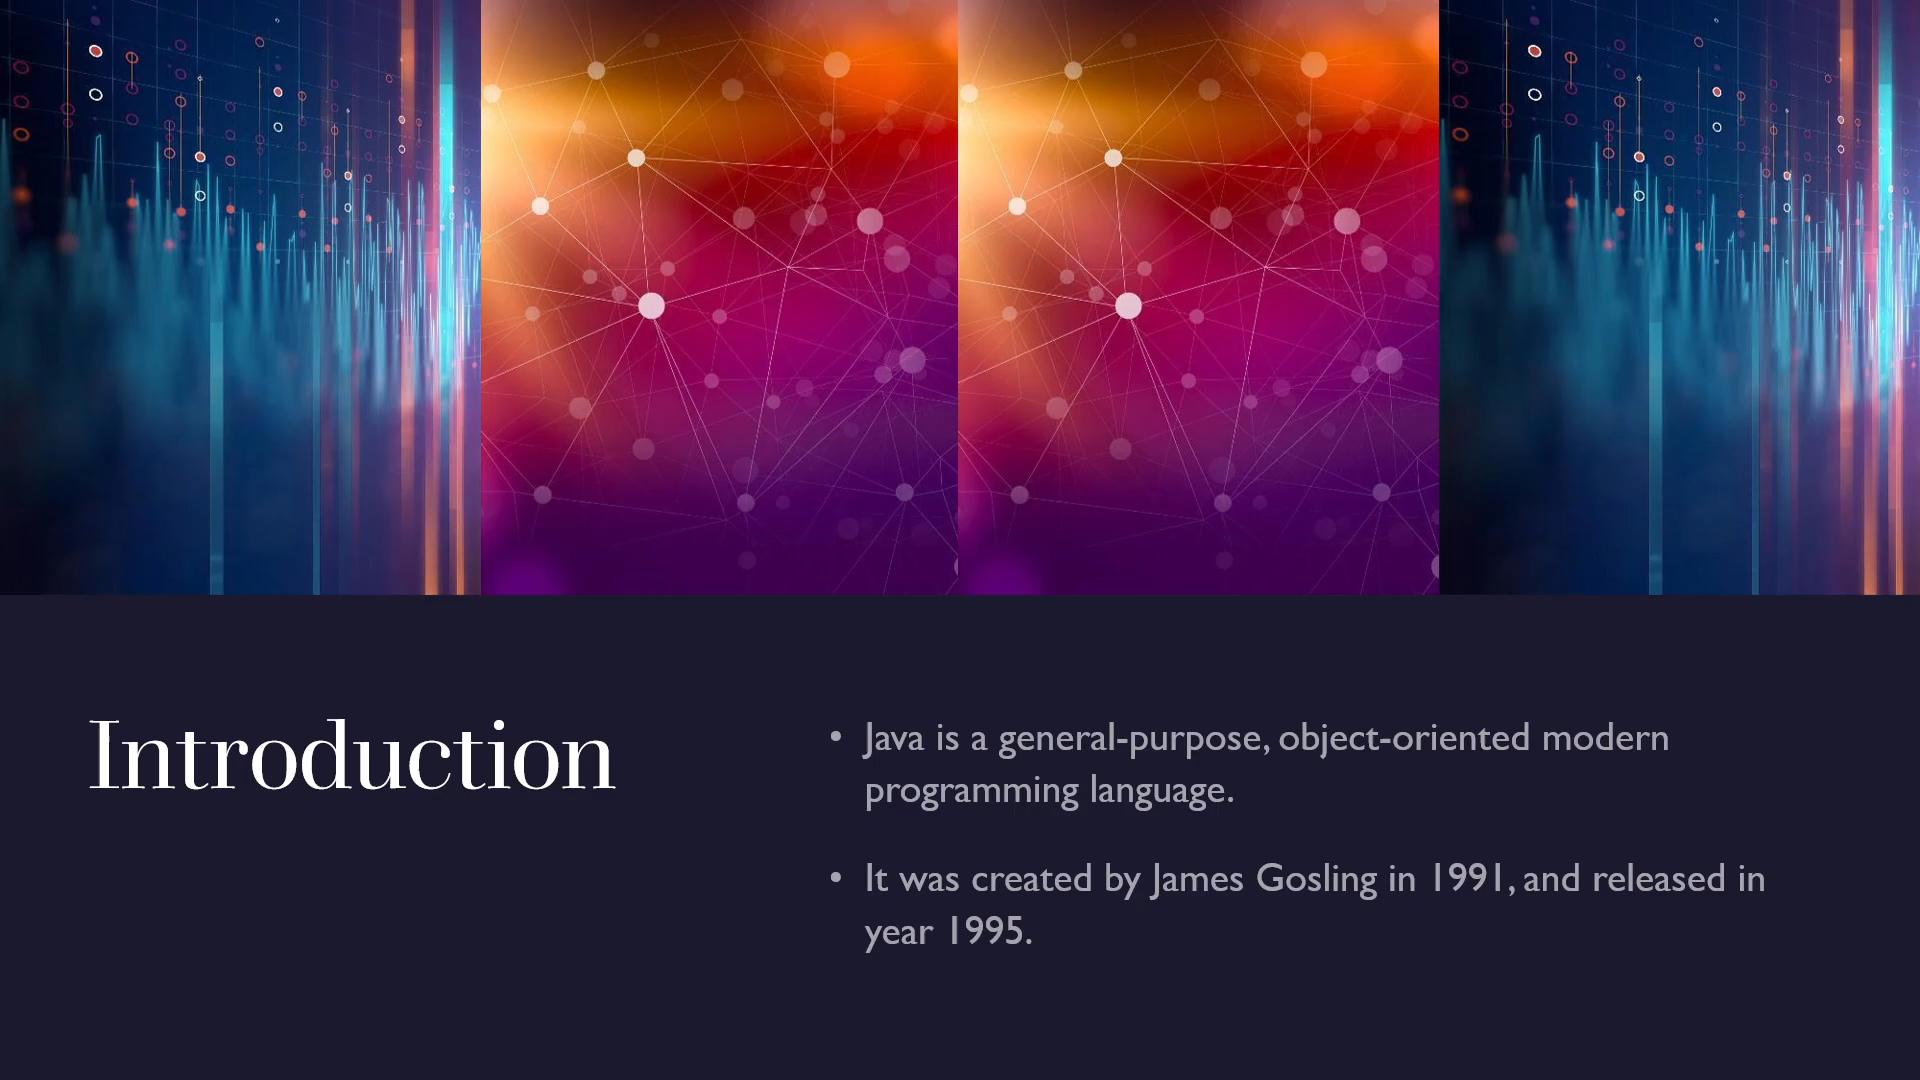 Introduction
• Java is a general-purpose, object-oriented modern
programming language.
• It was created by James Gosling in 1991, and released in
year 1995.